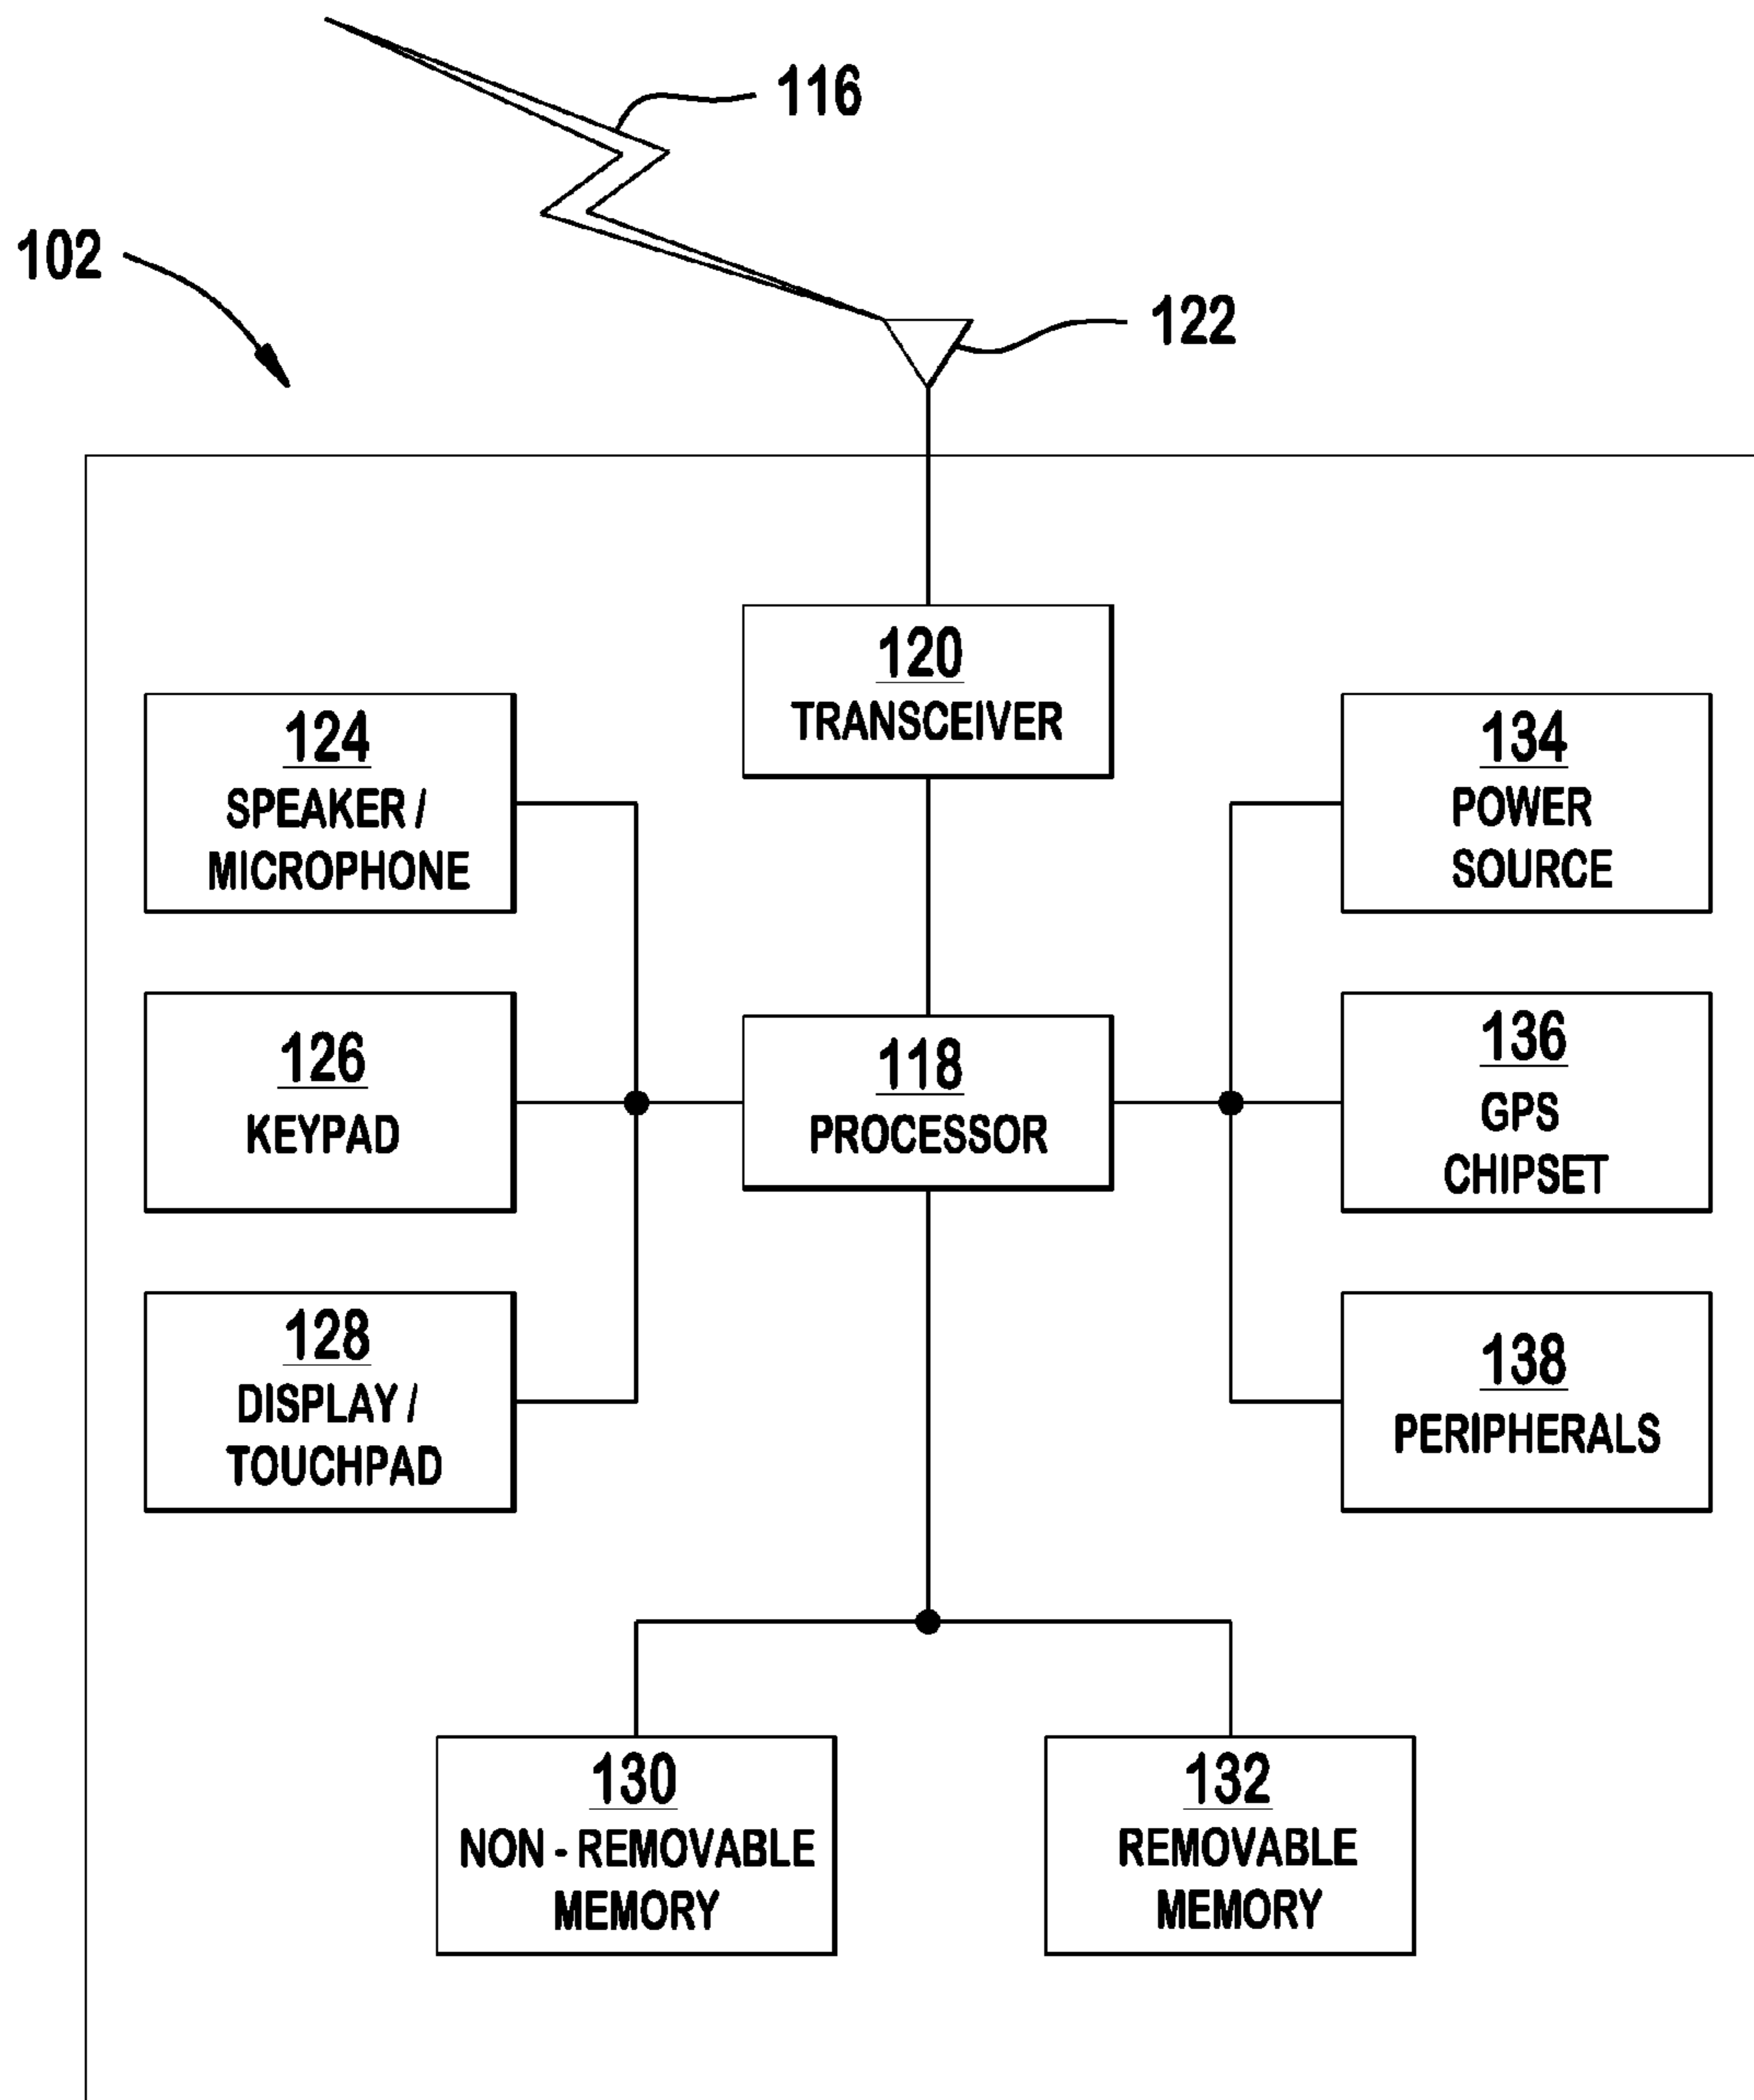 116
102
122
120
TRANSCEIVER
124
SPEAKER /
MICROPHONE
134
POWER
SOURCE
126
KEYPAD
118
PROCESSOR
136
GPS
CHIPSET
128
DISPLAY /
TOUCHPAD
138
PERIPHERALS
130
NON - REMOVABLE
MEMORY
132
REMOVABLE
MEMORY